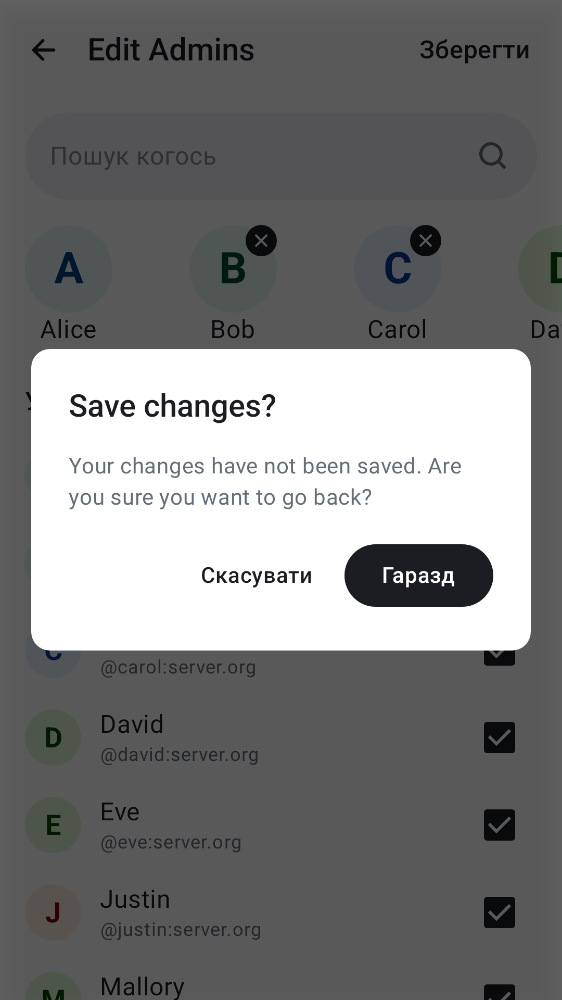 Edit Admins
Зберегти
Пошук когось
A
B
C
D
Alice
Bob
Carol
Da
Save changes?
Your changes have not been saved. Are
you sure you want to go back?
Скасувати
Гаразд
C
@carol:server.org
D
David
@david:server.org
E
Eve
@eve:server.org
J
Justin
@justin:server.org
M
Mallory